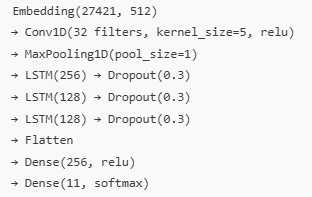 Embedding(27421, 512)
→ Conv1D(32 filters, kernel_size=5, relu)
→ MaxPooling1D(pool_size=1)
→ LSTM(256) → Dropout(0.3)
→ LSTM(128) → Dropout(0.3)
→ LSTM(128) → Dropout(0.3)
→ Flatten
→ Dense(256, relu)
→ Dense(11, softmax)